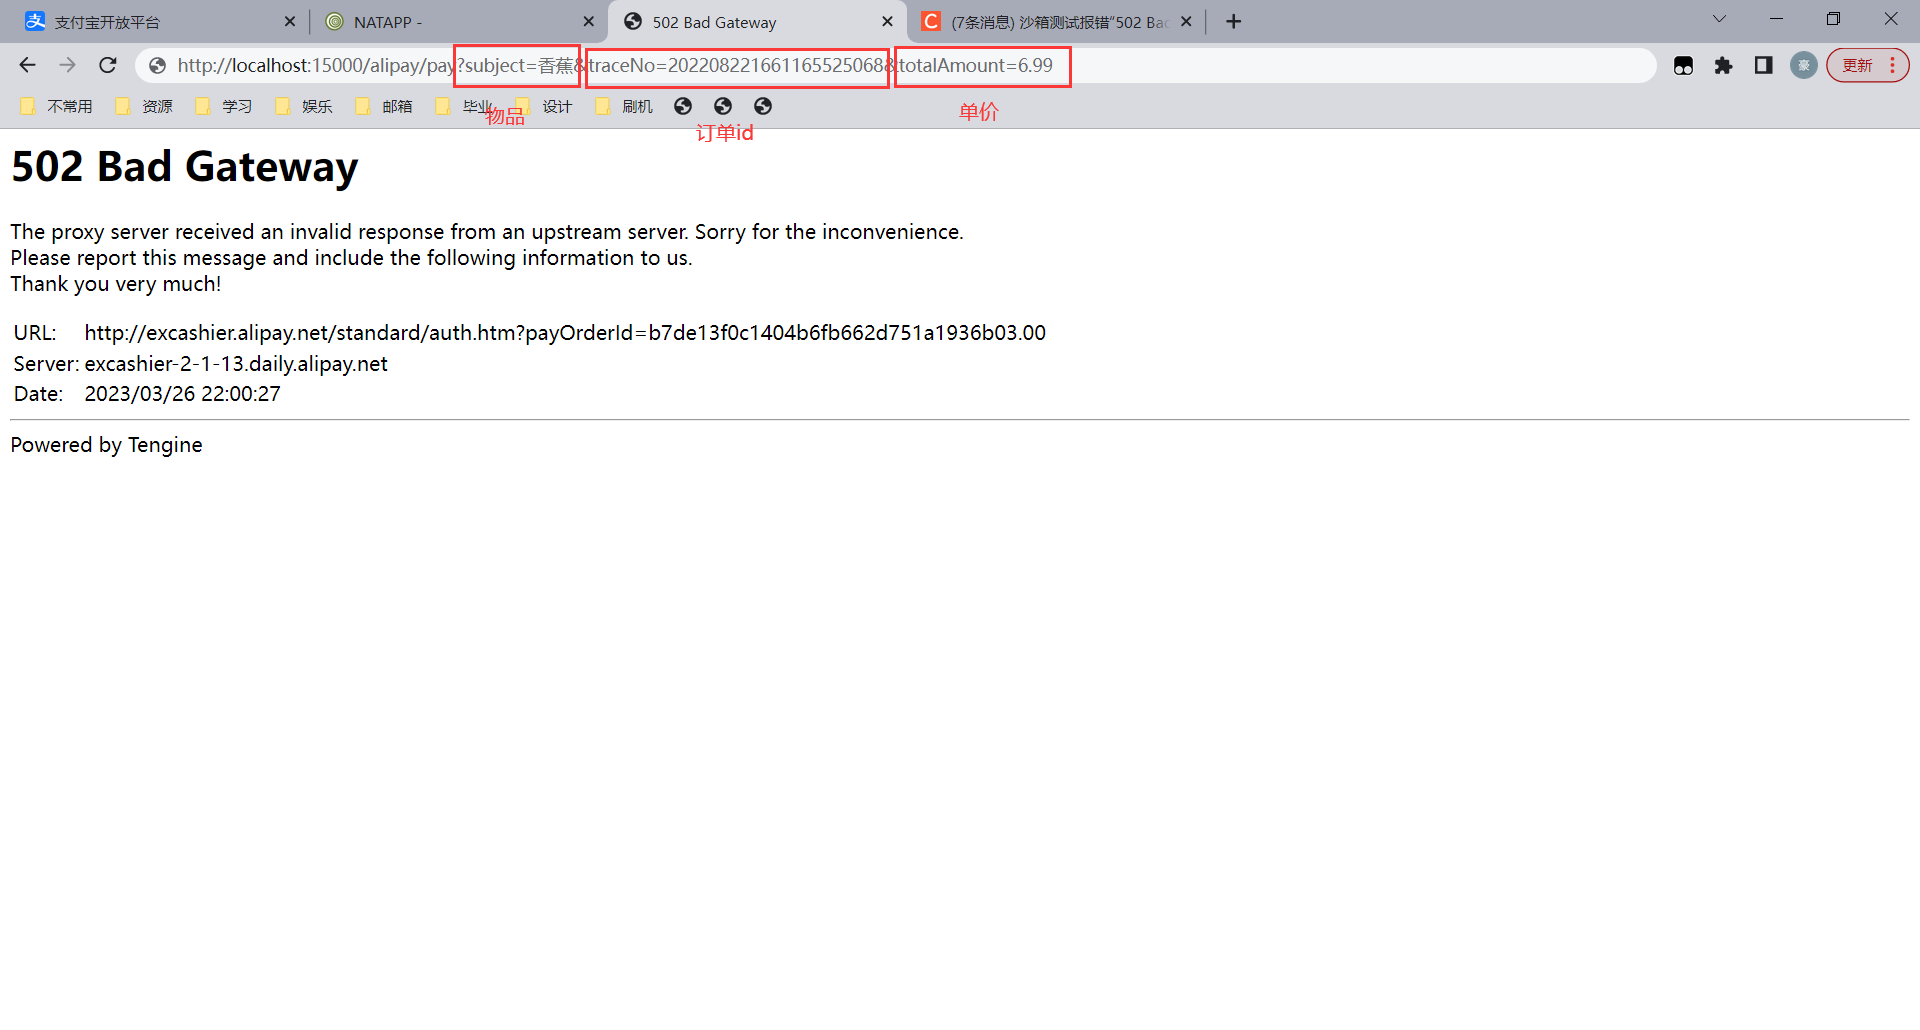 支付宝开放平台
NATAPP -
502 Bad Gateway
(7条消息) 沙箱测试报错“502 Bad
http://localhost:15000/alipay/pay?subject=香蕉&traceNo=20220822166116552506&&totalAmount=6.99
更新
豪
不常用 资源 学习 娱乐 邮箱 毕业 设计 刷机
物品
订单id
单价
502 Bad Gateway
The proxy server received an invalid response from an upstream server. Sorry for the inconvenience.
Please report this message and include the following information to us.
Thank you very much!
URL: http://excashier.alipay.net/standard/auth.htm?payOrderId=b7de13f0c1404b6fb662d751a1936b03.00
Server: excashier-2-1-13.daily.alipay.net
Date: 2023/03/26 22:00:27
Powered by Tengine